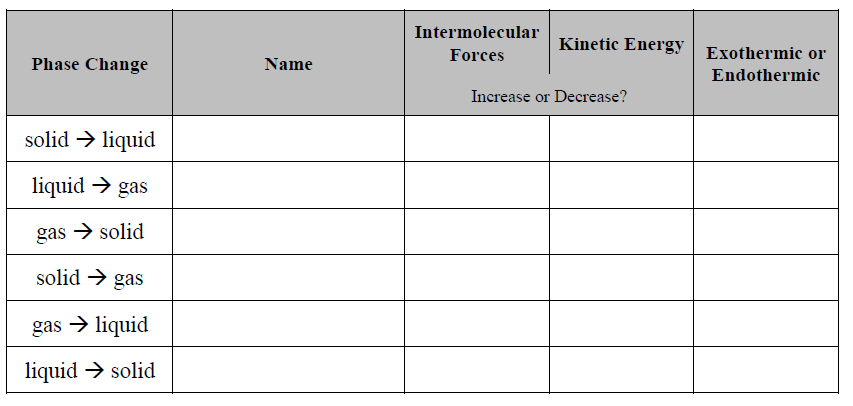 Phase Change
Name
Intermolecular
Forces
Kinetic Energy
Increase or Decrease?
Exothermic or
Endothermic
solid → liquid
liquid → gas
gas → solid
solid → gas
gas → liquid
liquid → solid